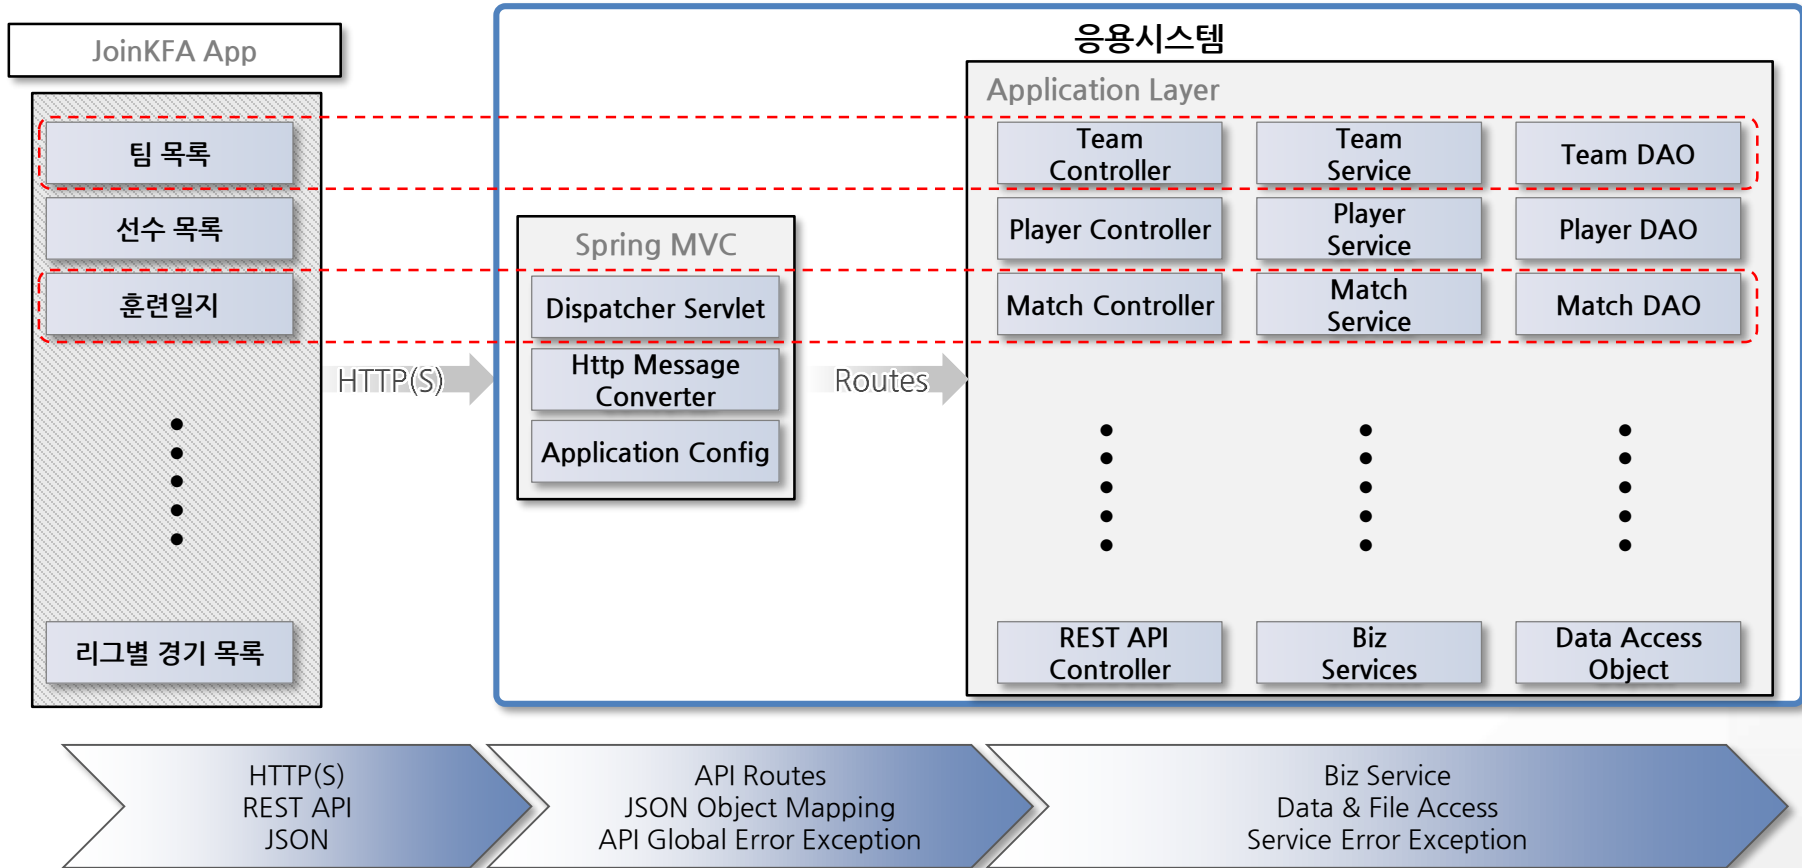 JoinKFA App
팀 목록
선수 목록
훈련일지
리그별 경기 목록
HTTP(S)
응용시스템
Spring MVC
Dispatcher Servlet
Http Message
Converter
Application Config
Routes
Application Layer
Team
Controller
Team
Service
Team DAO
Player Controller
Player
Service
Player DAO
Match Controller
Match
Service
Match DAO
REST API
Controller
Biz
Services
Data Access
Object
HTTP(S)
REST API
JSON
API Routes
JSON Object Mapping
API Global Error Exception
Biz Service
Data & File Access
Service Error Exception